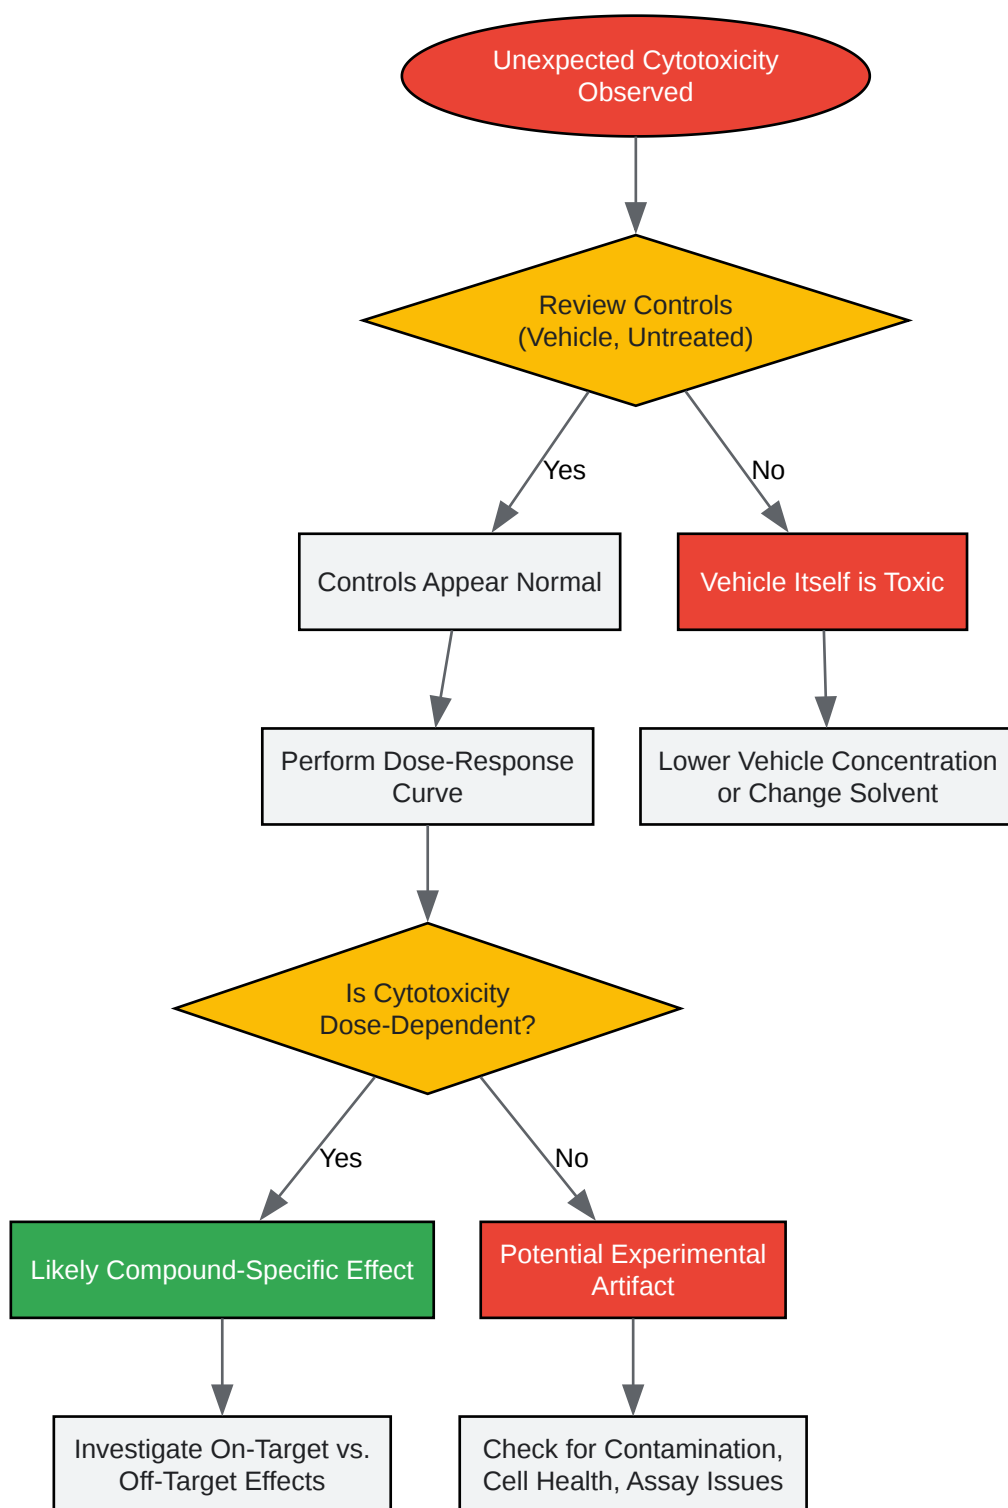 Unexpected Cytotoxicity
Observed
Review Controls
(Vehicle, Untreated)
Yes
No
Controls Appear Normal
Vehicle Itself is Toxic
Perform Dose-Response
Curve
Lower Vehicle Concentration
or Change Solvent
Is Cytotoxicity
Dose-Dependent?
Yes
No
Likely Compound-Specific Effect
Potential Experimental
Artifact
Investigate On-Target vs.
Off-Target Effects
Check for Contamination,
Cell Health, Assay Issues